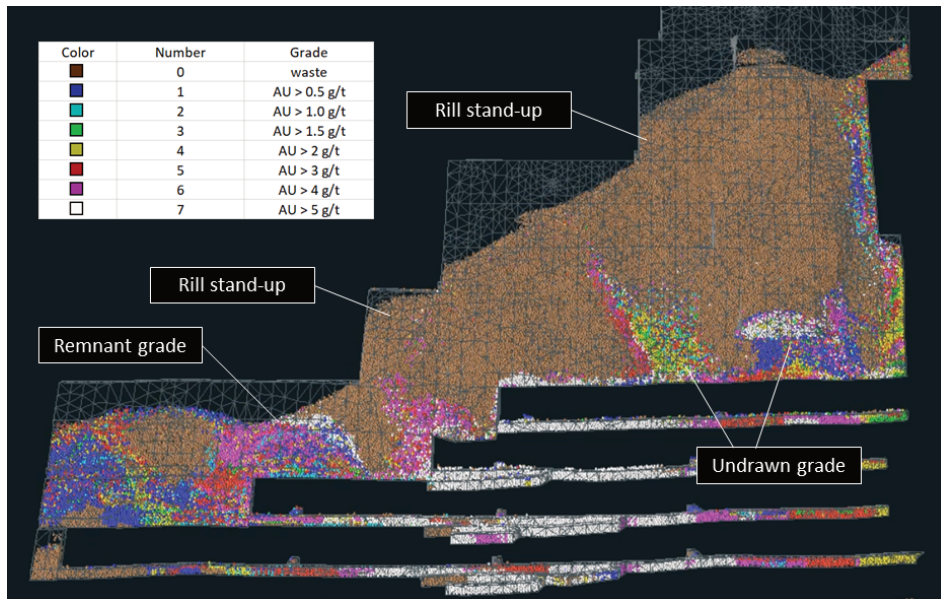 Color Number Grade
0 waste
1 AU > 0.5 g/t
2 AU > 1.0 g/t
3 AU > 1.5 g/t
4 AU > 2 g/t
5 AU > 3 g/t
6 AU > 4 g/t
7 AU > 5 g/t
Rill stand-up
Rill stand-up
Remnant grade
Undrawn grade